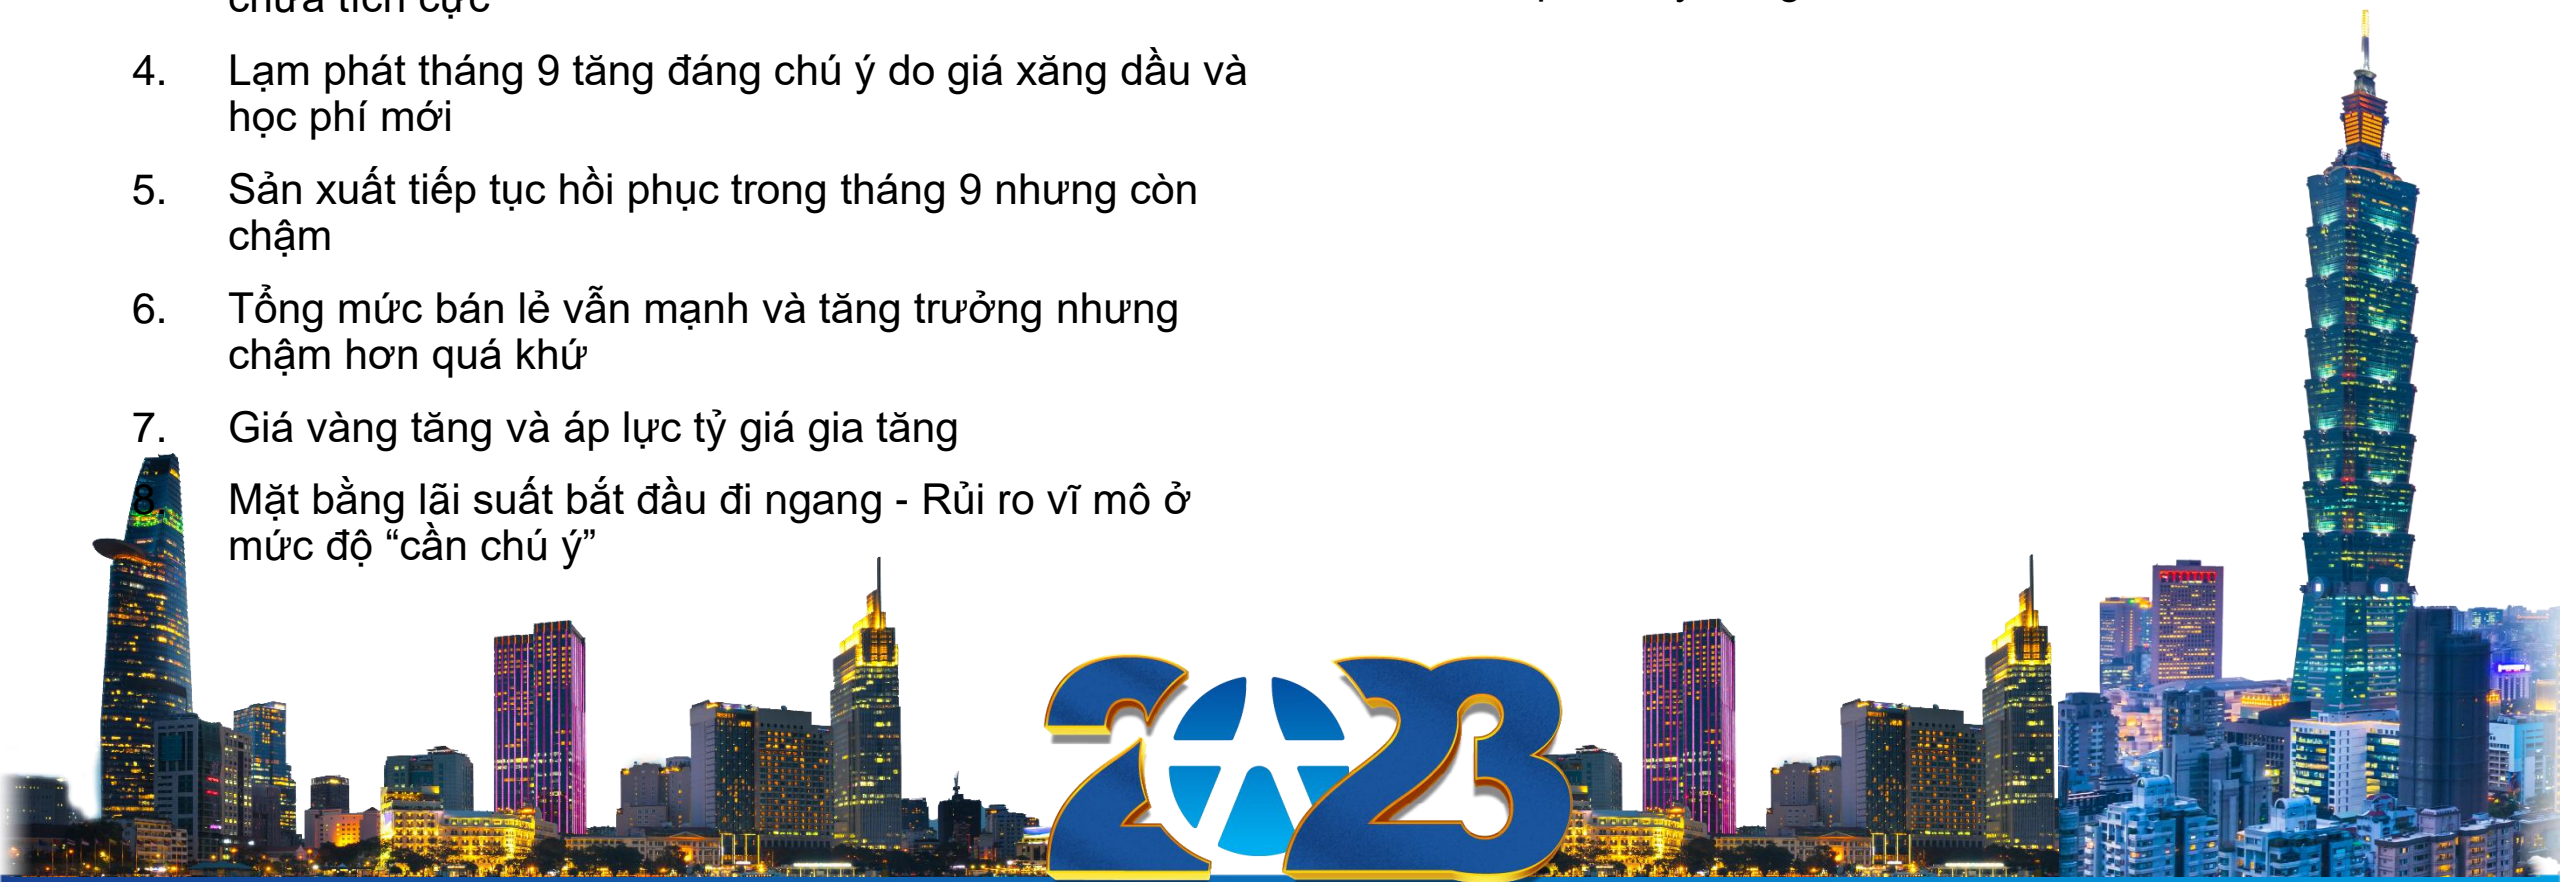 chưa tích cực
4. Lạm phát tháng 9 tăng đáng chú ý do giá xăng dầu và
học phí mới
5. Sản xuất tiếp tục hồi phục trong tháng 9 nhưng còn
chậm
6. Tổng mức bán lẻ vẫn mạnh và tăng trưởng nhưng
chậm hơn quá khứ
7. Giá vàng tăng và áp lực tỷ giá gia tăng
8. Mặt bằng lãi suất bắt đầu đi ngang - Rủi ro vĩ mô ở
mức độ “cần chú ý”
2023